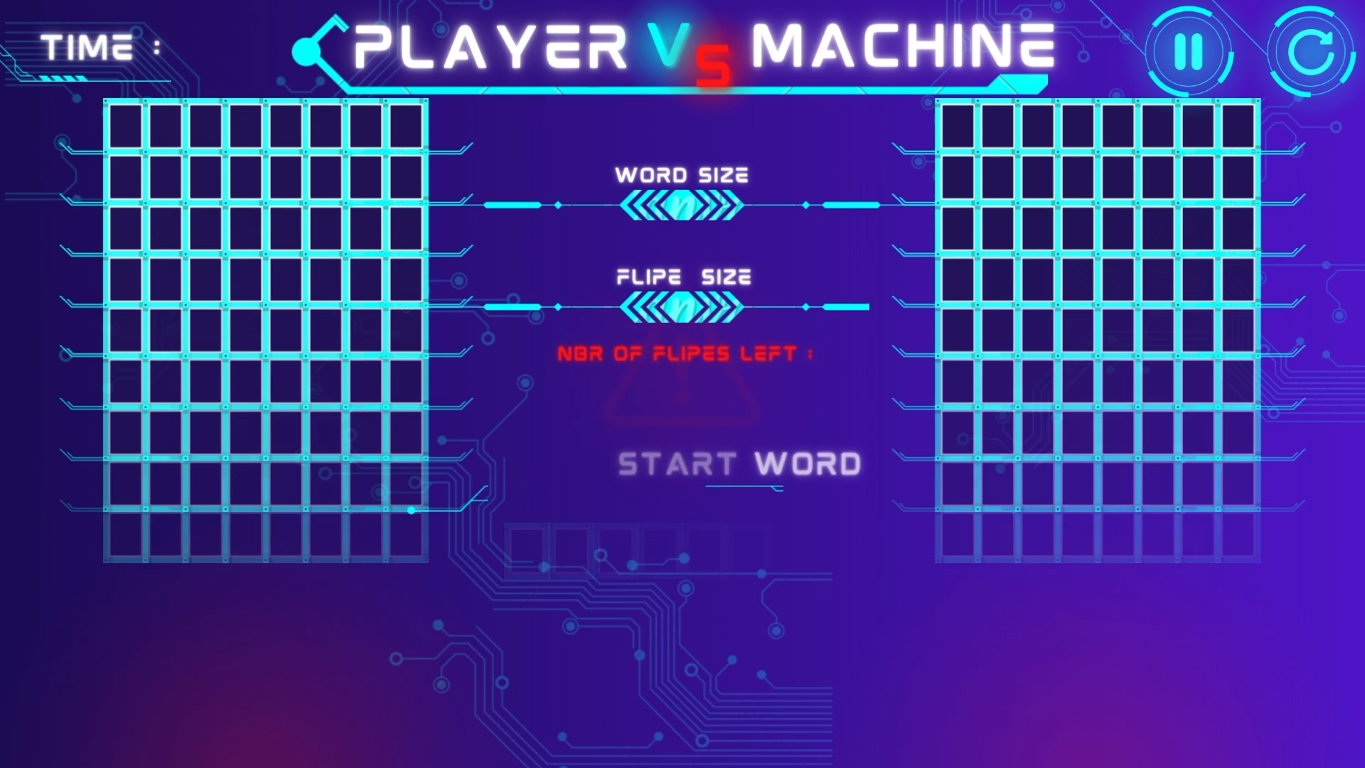 TIME :
PLAYER VS MACHINE
WORD SIZE
n
FLIPE SIZE
n
NBR OF FLIPES LEFT :
START WORD